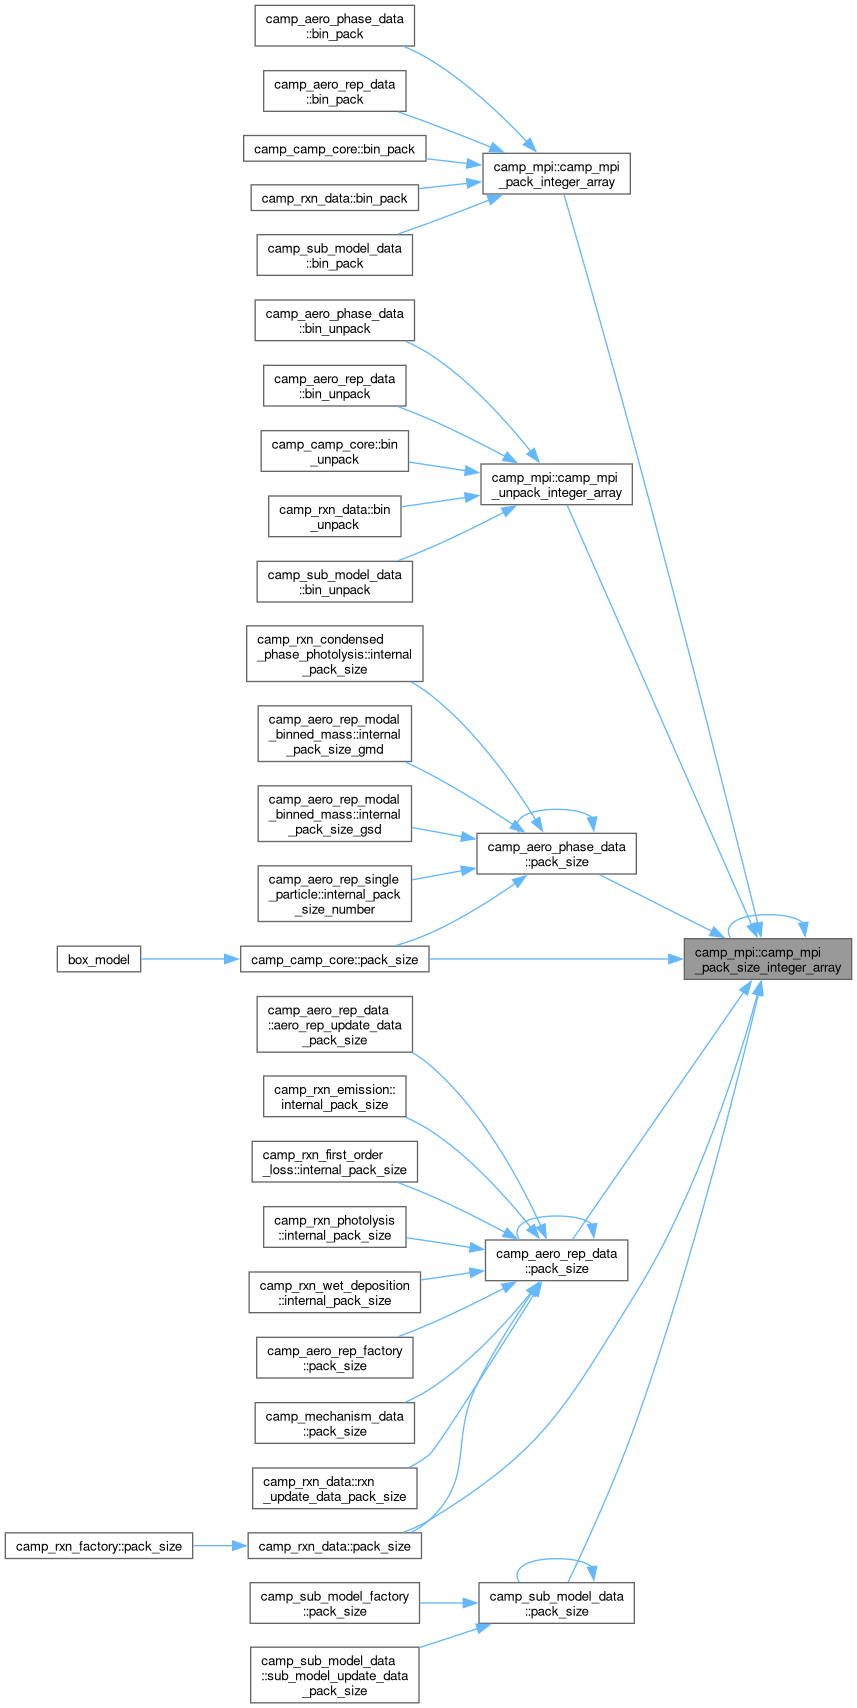 camp_aero_phase_data
::bin_pack
camp_aero_rep_data
::bin_pack
camp_camp_core::bin_pack
camp_mpi::camp_mpi
_pack_integer_array
camp_rxn_data::bin_pack
camp_sub_model_data
::bin_pack
camp_aero_phase_data
::bin_unpack
camp_aero_rep_data
::bin_unpack
camp_camp_core::bin
_unpack
camp_mpi::camp_mpi
_unpack_integer_array
camp_rxn_data::bin
_unpack
camp_sub_model_data
::bin_unpack
camp_rxn_condensed
_phase_photolysis::internal
_pack_size
camp_aero_rep_modal
_binned_mass::internal
_pack_size_gmd
camp_aero_rep_modal
_binned_mass::internal
_pack_size_gsd
camp_aero_phase_data
::pack_size
camp_aero_rep_single
_particle::internal_pack
_size_number
box_model
camp_camp_core::pack_size
camp_mpi::camp_mpi
_pack_size_integer_array
camp_aero_rep_data
::aero_rep_update_data
_pack_size
camp_rxn_emission::
internal_pack_size
camp_rxn_first_order
_loss::internal_pack_size
camp_rxn_photolysis
::internal_pack_size
camp_aero_rep_data
::pack_size
camp_rxn_wet_deposition
::internal_pack_size
camp_aero_rep_factory
::pack_size
camp_mechanism_data
::pack_size
camp_rxn_data::rxn
_update_data_pack_size
camp_rxn_factory::pack_size
camp_rxn_data::pack_size
camp_sub_model_factory
::pack_size
camp_sub_model_data
::pack_size
camp_sub_model_data
::sub_model_update_data
_pack_size